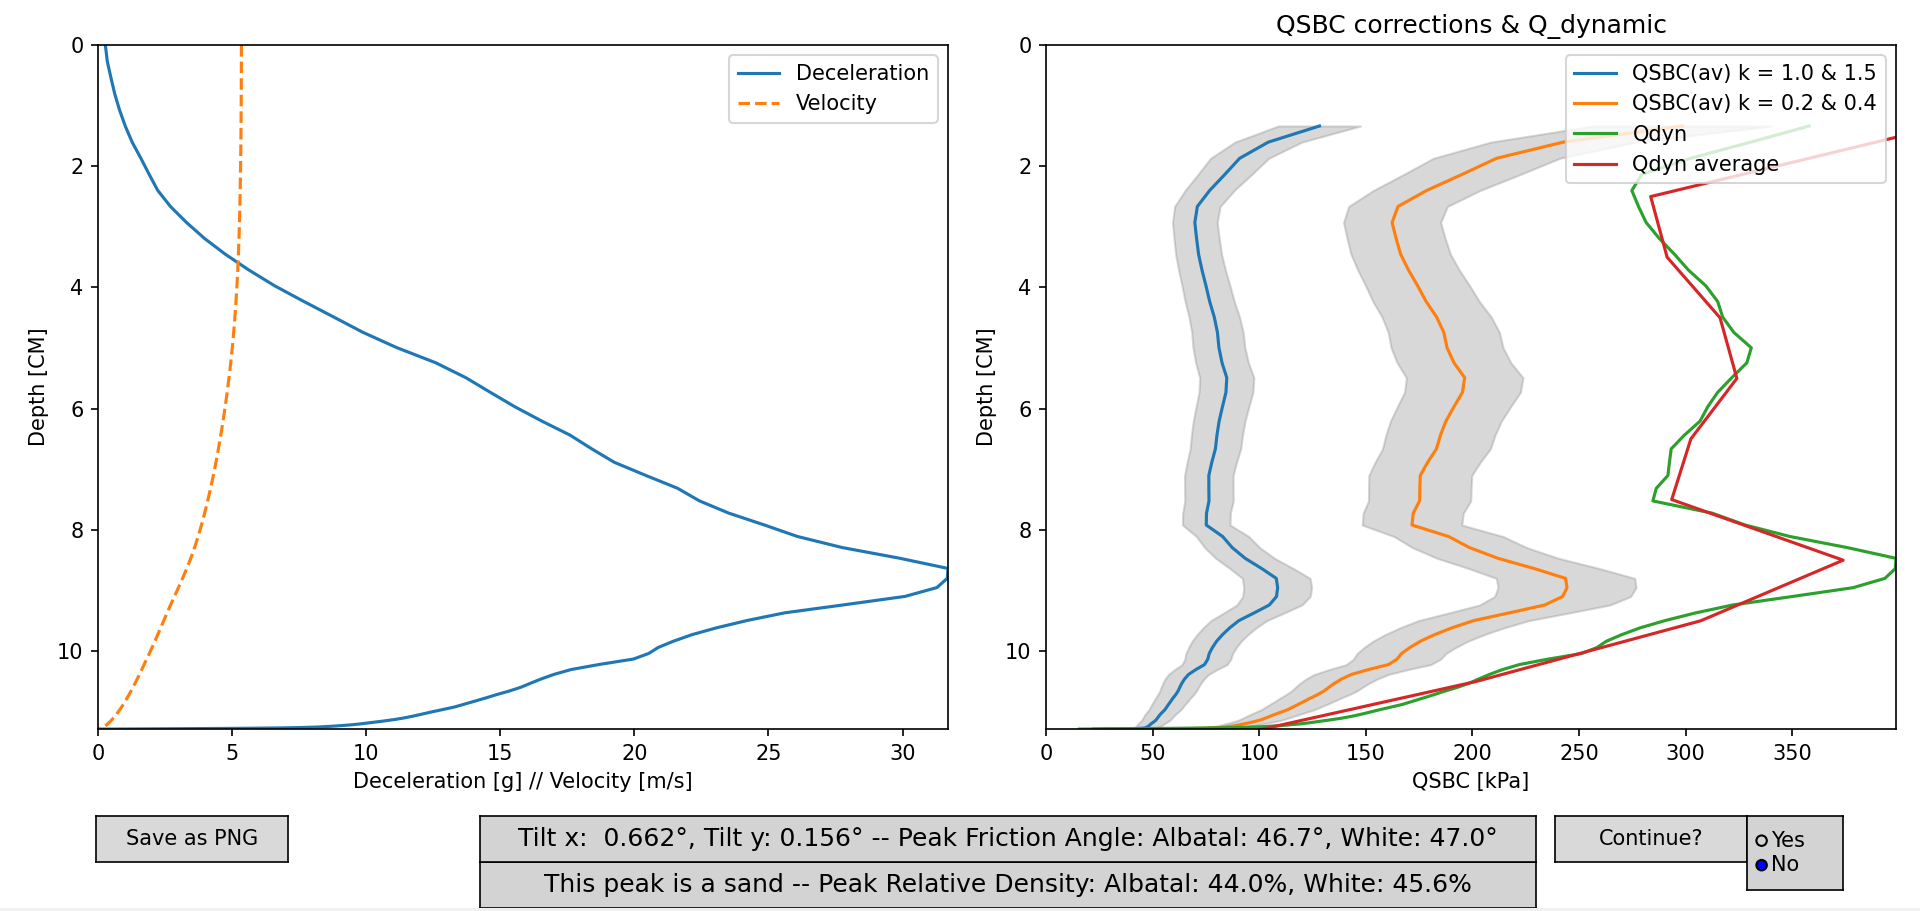 QSBC corrections & Q_dynamic
Deceleration
Velocity
QSBC(av) k = 1.0 & 1.5
QSBC(av) k = 0.2 & 0.4
Qdyn
Qdyn average
0
2
4
6
8
10
Depth [CM]
0
5
10
15
20
25
30
Deceleration [g] // Velocity [m/s]
0
2
4
6
8
10
Depth [CM]
0
50
100
150
200
250
300
350
QSBC [kPa]
Save as PNG
Tilt x:  0.662°, Tilt y: 0.156° -- Peak Friction Angle: Albatal: 46.7°, White: 47.0°
This peak is a sand -- Peak Relative Density: Albatal: 44.0%, White: 45.6%
Continue?
Yes
No